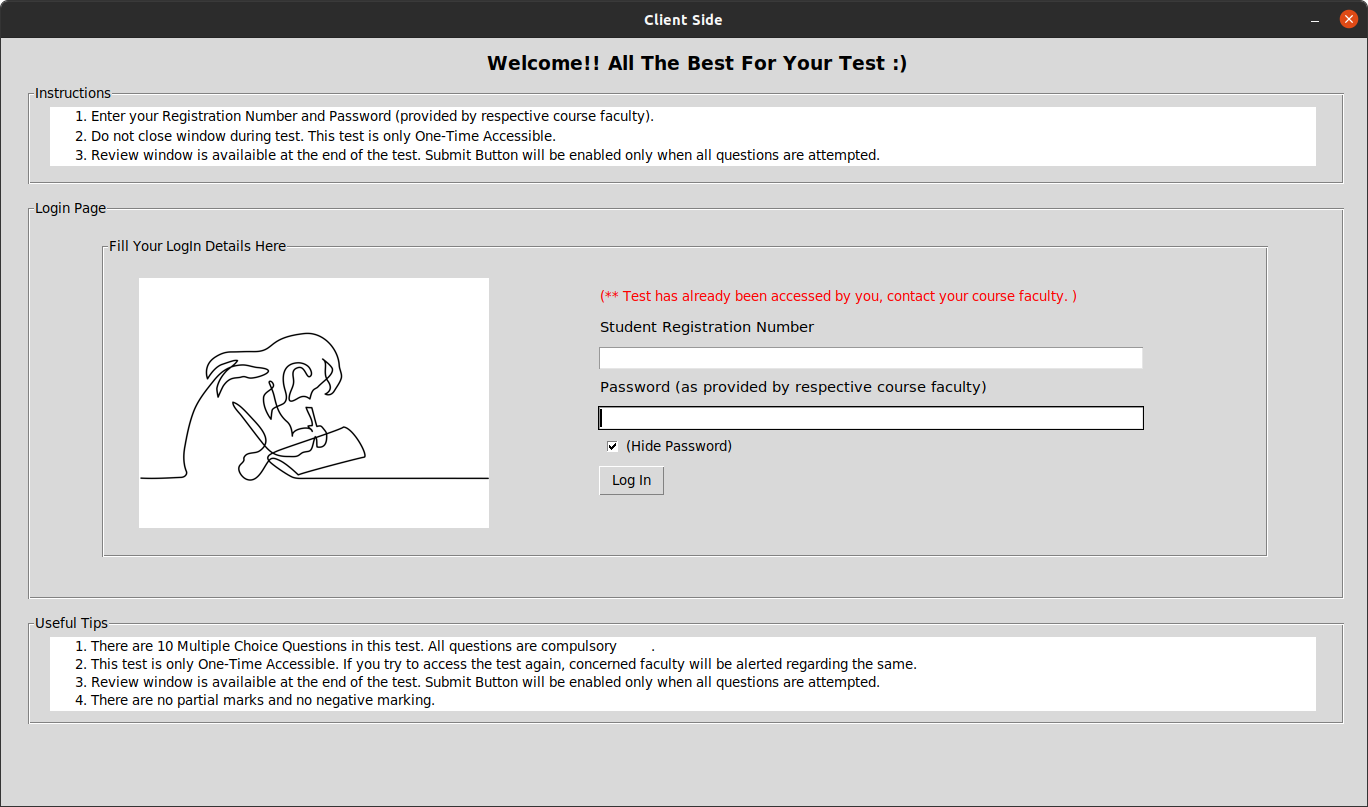 Client Side
Welcome!! All The Best For Your Test :)
Instructions
1. Enter your Registration Number and Password (provided by respective course faculty).
2. Do not close window during test. This test is only One-Time Accessible.
3. Review window is availaible at the end of the test. Submit Button will be enabled only when all questions are attempted.
Login Page
Fill Your LogIn Details Here
(** Test has already been accessed by you, contact your course faculty. )
Student Registration Number
Password (as provided by respective course faculty)
(Hide Password)
Log In
Useful Tips
1. There are 10 Multiple Choice Questions in this test. All questions are compulsory .
2. This test is only One-Time Accessible. If you try to access the test again, concerned faculty will be alerted regarding the same.
3. Review window is availaible at the end of the test. Submit Button will be enabled only when all questions are attempted.
4. There are no partial marks and no negative marking.